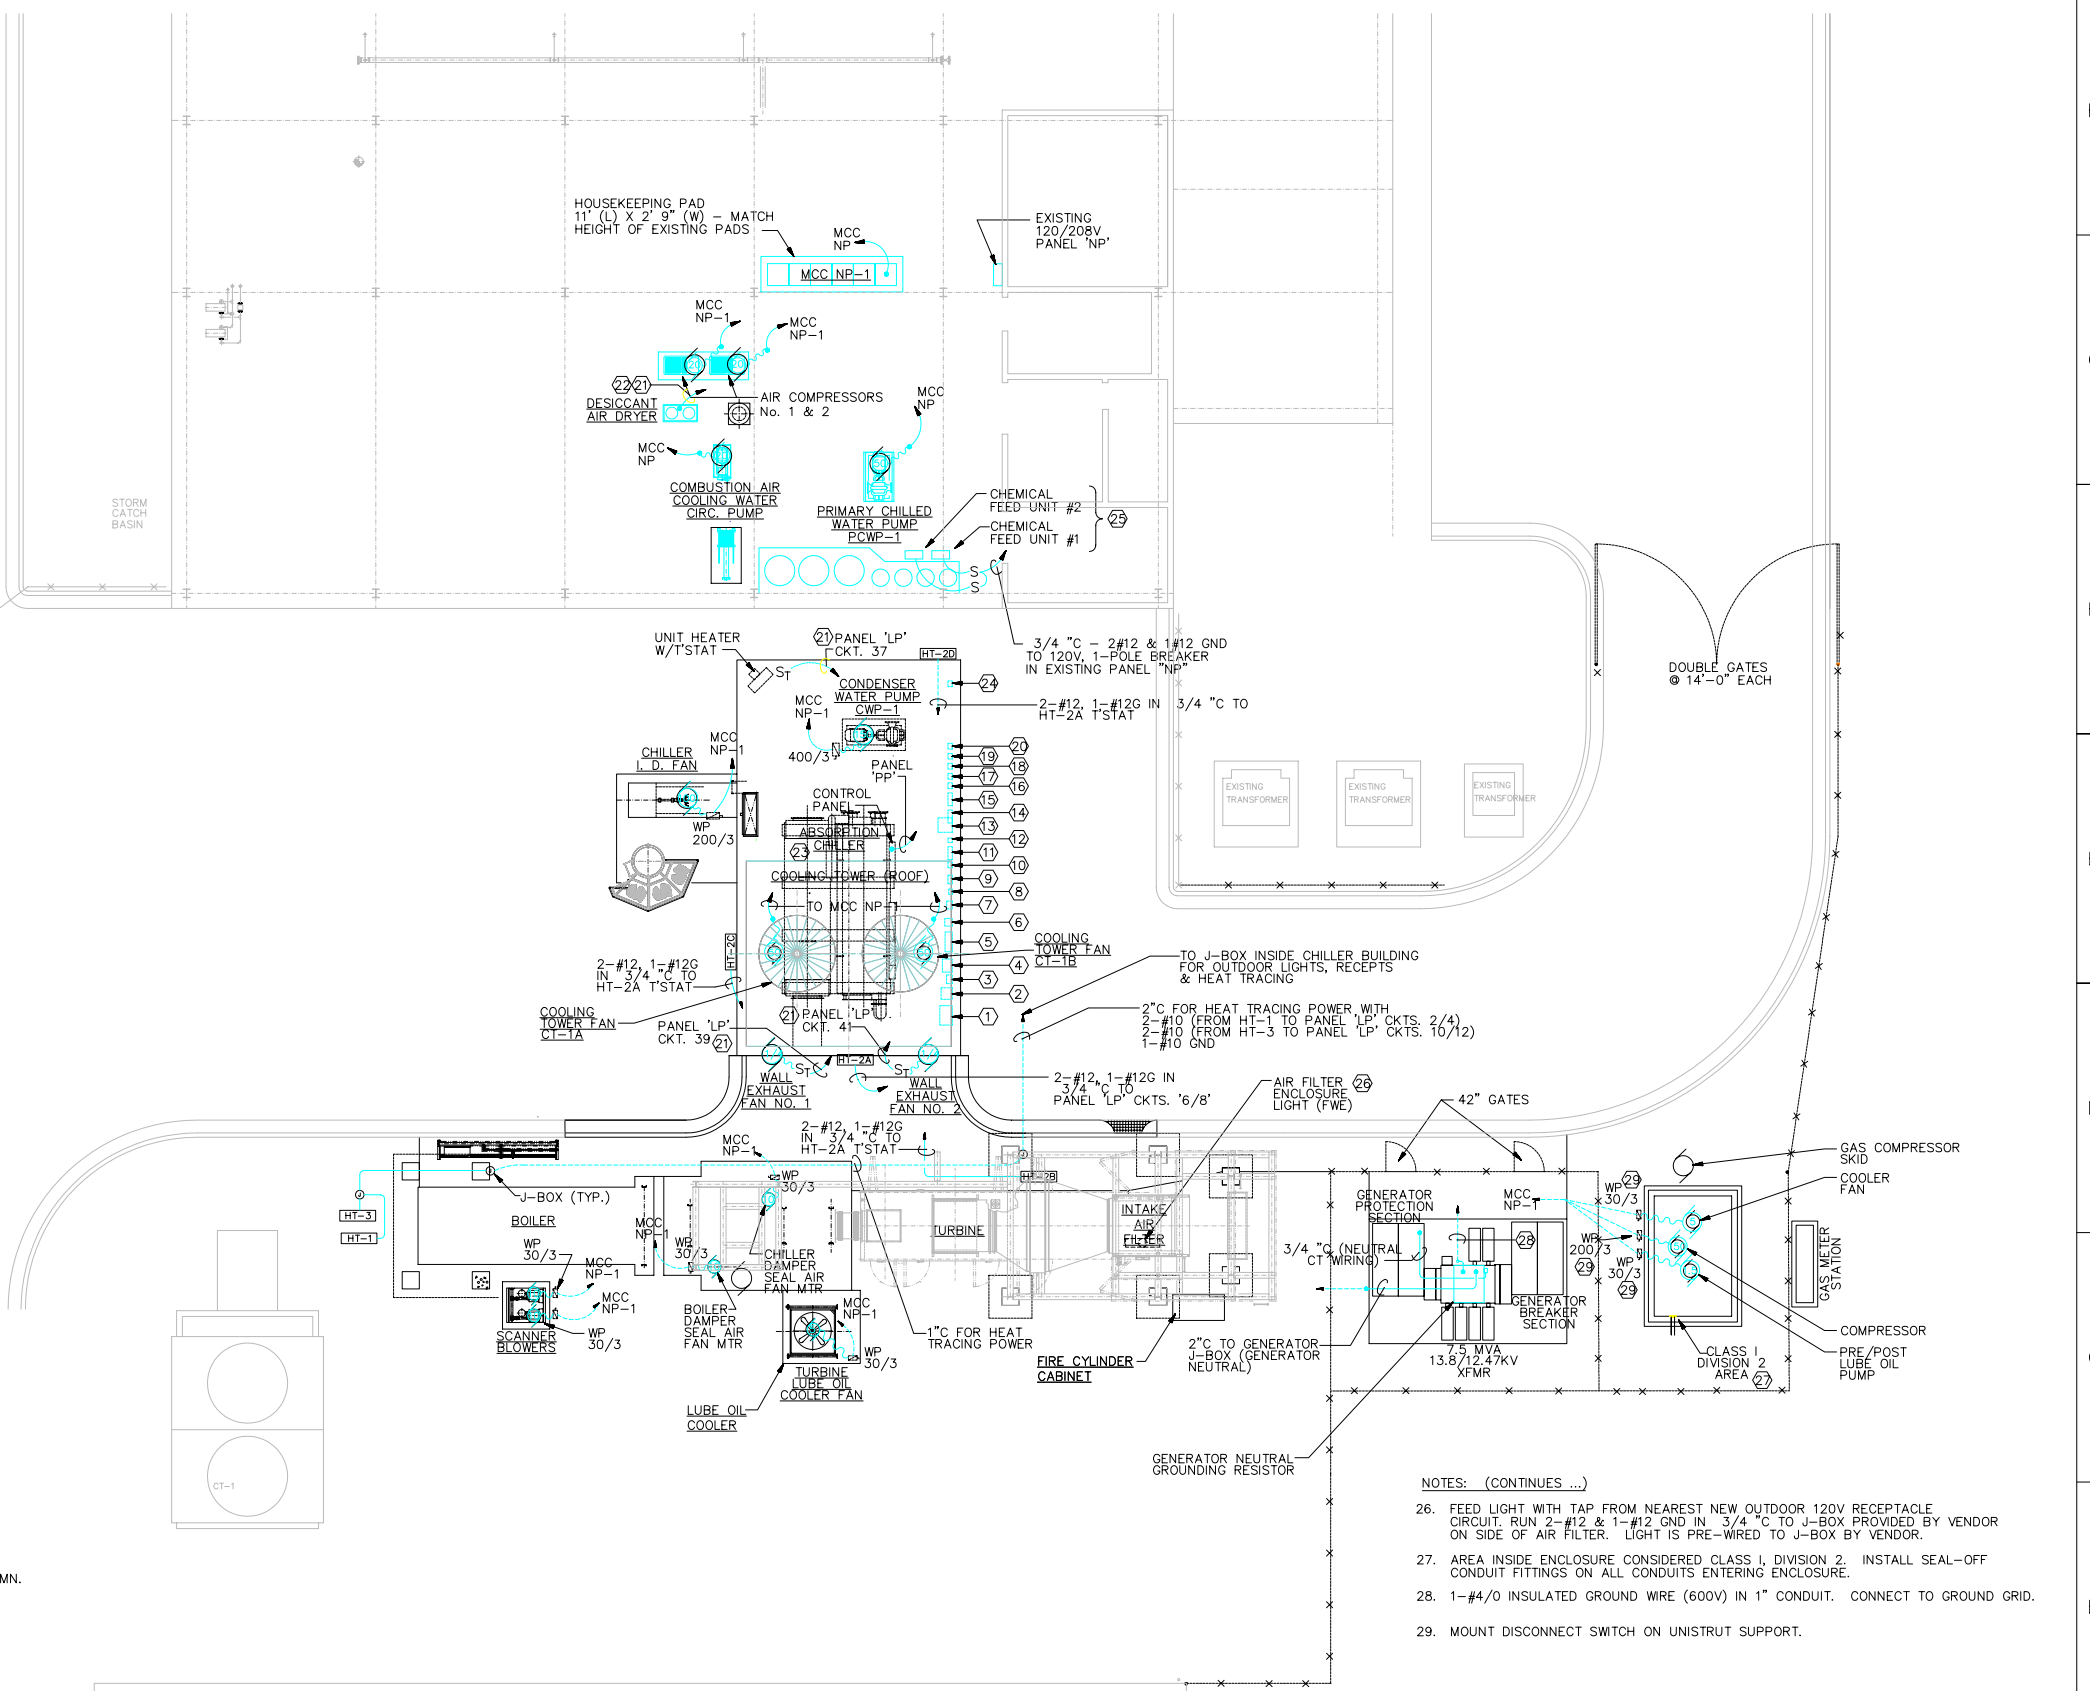 HOUSEKEEPING PAD
11' (L) X 2' 9" (W) – MATCH
HEIGHT OF EXISTING PADS
MCC
NP
MCC NP–1
EXISTING
120/208V
PANEL 'NP'
MCC
NP–1
MCC
NP–1
20
20
22
21
DESICCANT
AIR DRYER
AIR COMPRESSORS
No. 1 & 2
MCC
NP
MCC
NP
COMBUSTION AIR
COOLING WATER
CIRC. PUMP
PRIMARY CHILLED
WATER PUMP
PCWP–1
CHEMICAL
FEED UNIT #2
CHEMICAL
FEED UNIT #1
25
S
S
STORM
CATCH
BASIN
3/4 "C – 2#12 & 1#12 GND
TO 120V, 1–POLE BREAKER
IN EXISTING PANEL "NP"
UNIT HEATER
W/T'STAT
ST
21
PANEL 'LP'
CKT. 37
HT–2D
24
CONDENSER
WATER PUMP
CWP–1
MCC
NP–1
400/3
2–#12, 1–#12G IN 3/4 "C TO
HT–2A T'STAT
DOUBLE GATES
@ 14'–0" EACH
CHILLER
I. D. FAN
MCC
NP–1
WP
200/3
PANEL
'PP'
CONTROL
PANEL
ABSORPTION
CHILLER
23
COOLING TOWER (ROOF)
TO MCC NP–1
20
19
18
17
16
15
14
13
12
11
10
9
8
7
6
5
4
3
2
1
EXISTING
TRANSFORMER
EXISTING
TRANSFORMER
EXISTING
TRANSFORMER
HT–2C
2–#12, 1–#12G
IN 3/4 "C TO
HT–2A T'STAT
COOLING
TOWER FAN
CT–1A
COOLING
TOWER FAN
CT–1B
TO J–BOX INSIDE CHILLER BUILDING
FOR OUTDOOR LIGHTS, RECEPTS
& HEAT TRACING
2"C FOR HEAT TRACING POWER WITH
2–#10 (FROM HT–1 TO PANEL 'LP' CKTS. 2/4)
2–#10 (FROM HT–3 TO PANEL 'LP' CKTS. 10/12)
1–#10 GND
21
PANEL 'LP'
CKT. 41
PANEL 'LP'
CKT. 39
21
ST
HT–2A
ST
WALL
EXHAUST
FAN NO. 1
WALL
EXHAUST
FAN NO. 2
2–#12, 1–#12G IN
3/4 "C TO
PANEL 'LP' CKTS. '6/8'
AIR FILTER
ENCLOSURE
LIGHT (FWE)
26
42" GATES
2–#12, 1–#12G
IN 3/4 "C TO
HT–2A T'STAT
MCC
NP–1
WP
30/3
HT–2B
J–BOX (TYP.)
J
J
J
HT–3
HT–1
BOILER
MCC
NP–1
WP
30/3
TURBINE
INTAKE
AIR
FILTER
CHILLER
DAMPER
SEAL AIR
FAN MTR
WP
30/3
MCC
NP–1
MCC
NP–1
SCANNER
BLOWERS
WP
30/3
BOILER
DAMPER
SEAL AIR
FAN MTR
MCC
NP–1
WP
30/3
TURBINE
LUBE OIL
COOLER FAN
LUBE OIL
COOLER
1"C FOR HEAT
TRACING POWER
FIRE CYLINDER
CABINET
GENERATOR
PROTECTION
SECTION
3/4 "C (NEUTRAL
CT WIRING)
2"C TO GENERATOR
J–BOX (GENERATOR
NEUTRAL)
28
GENERATOR
BREAKER
SECTION
7.5 MVA
13.8/12.47KV
XFMR
MCC
NP–1
29
WP
30/3
WP
200/3
29
WP
30/3
29
GAS COMPRESSOR
SKID
COOLER
FAN
GAS METER
STATION
COMPRESSOR
PRE/POST
LUBE OIL
PUMP
CLASS I
DIVISION 2
AREA
27
GENERATOR NEUTRAL
GROUNDING RESISTOR
CT–1
MN.
NOTES: (CONTINUES ...)
26. FEED LIGHT WITH TAP FROM NEAREST NEW OUTDOOR 120V RECEPTACLE
CIRCUIT. RUN 2–#12 & 1–#12 GND IN 3/4 "C TO J–BOX PROVIDED BY VENDOR
ON SIDE OF AIR FILTER. LIGHT IS PRE–WIRED TO J–BOX BY VENDOR.
27. AREA INSIDE ENCLOSURE CONSIDERED CLASS I, DIVISION 2. INSTALL SEAL–OFF
CONDUIT FITTINGS ON ALL CONDUITS ENTERING ENCLOSURE.
28. 1–#4/0 INSULATED GROUND WIRE (600V) IN 1" CONDUIT. CONNECT TO GROUND GRID.
29. MOUNT DISCONNECT SWITCH ON UNISTRUT SUPPORT.